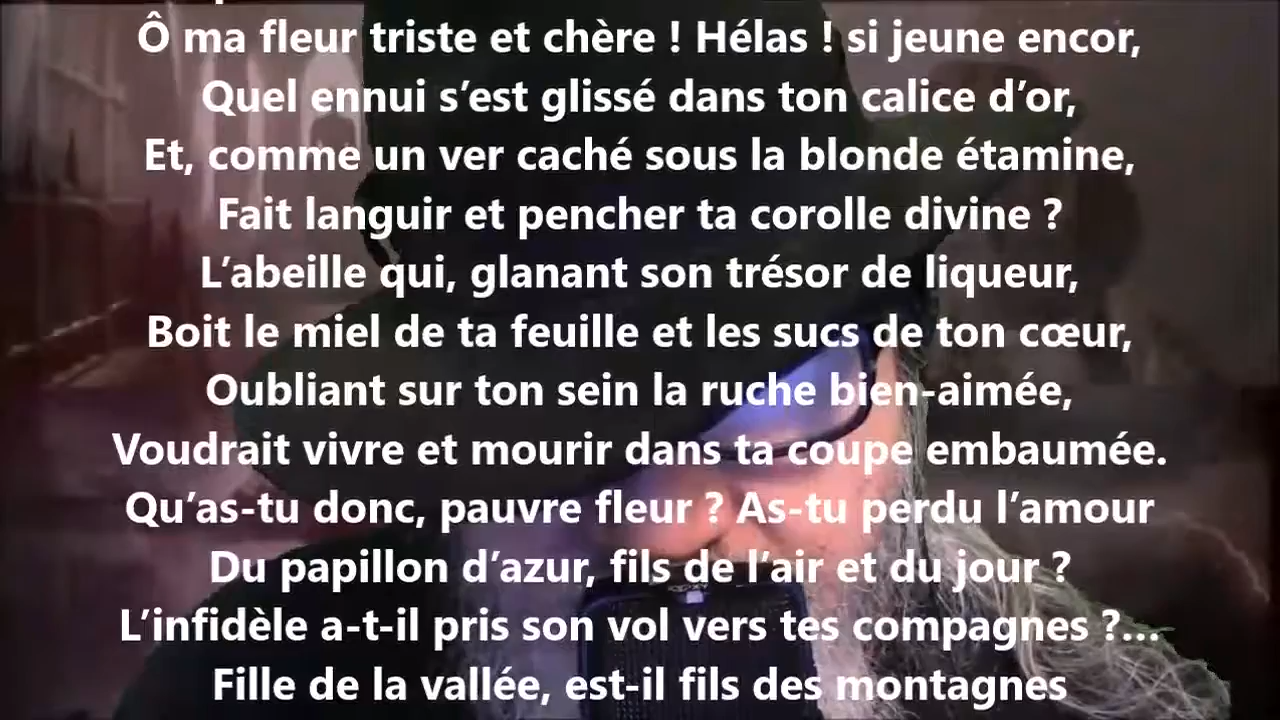 Ô ma fleur triste et chère ! Hélas ! si jeune encor,
Quel ennui s’est glissé dans ton calice d’or,
Et, comme un ver caché sous la blonde étamine,
Fait languir et pencher ta corolle divine ?
L’abeille qui, glanant son trésor de liqueur,
Boit le miel de ta feuille et les sucs de ton cœur,
Oubliant sur ton sein la ruche bien-aimée,
Voudrait vivre et mourir dans ta coupe embaumée.
Qu’as-tu donc, pauvre fleur ? As-tu perdu l’amour
Du papillon d’azur, fils de l’air et du jour ?
L’infidèle a-t-il pris son vol vers tes compagnes ?...
Fille de la vallée, est-il fils des montagnes